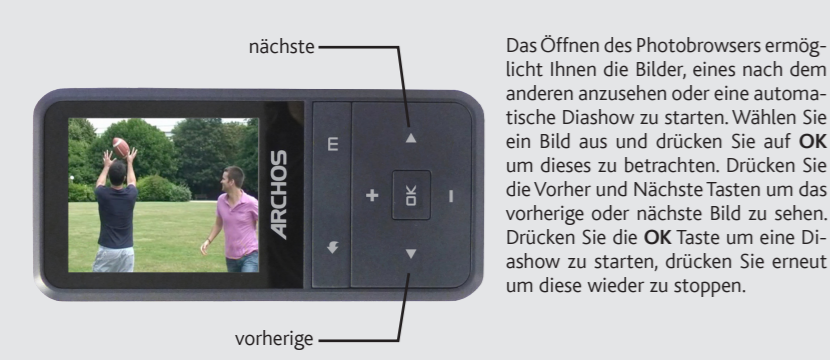 nächste
ARCHOS
m
OK
+
–
vorherige
Das Öffnen des Photobrowsers ermög-
licht Ihnen die Bilder, eines nach dem
anderen anzusehen oder eine automa-
tische Diashow zu starten. Wählen Sie
ein Bild aus und drücken Sie auf OK
um dieses zu betrachten. Drücken Sie
die Vorher und Nächste Tasten um das
vorherige oder nächste Bild zu sehen.
Drücken Sie die OK Taste um eine Di-
ashow zu starten, drücken Sie erneut
um diese wieder zu stoppen.